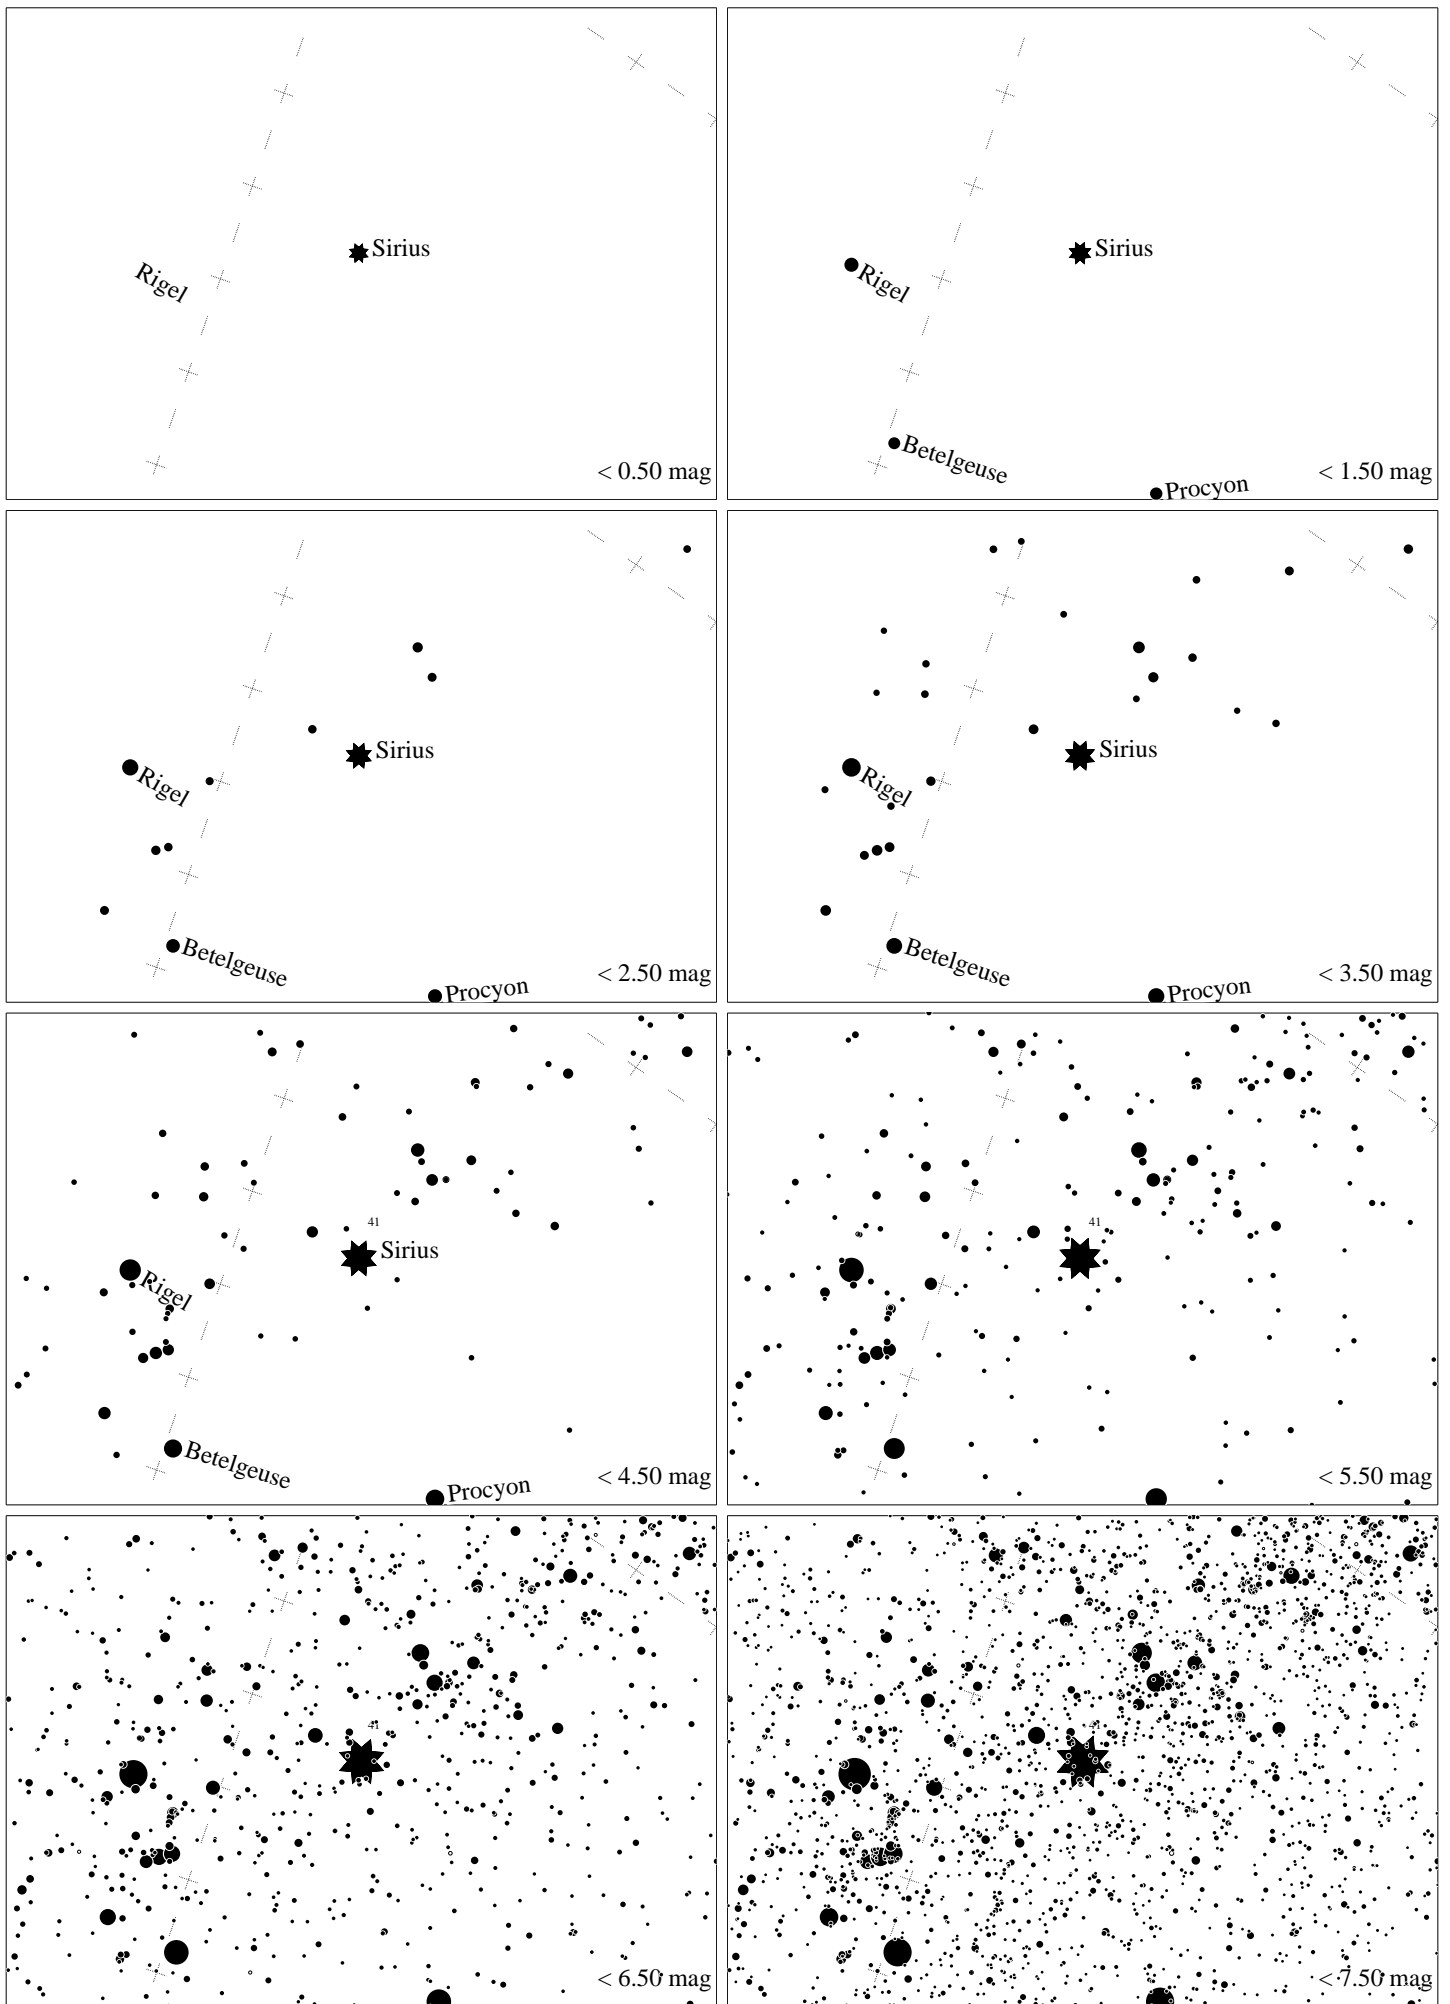 Sirius
Rigel
< 0.50 mag
Sirius
Rigel
Betelgeuse
Procyon
< 1.50 mag
Sirius
Rigel
Betelgeuse
Procyon
< 2.50 mag
Sirius
Rigel
Betelgeuse
Procyon
< 3.50 mag
41
Sirius
Rigel
Betelgeuse
Procyon
< 4.50 mag
41
< 5.50 mag
41
< 6.50 mag
41
< 7.50 mag